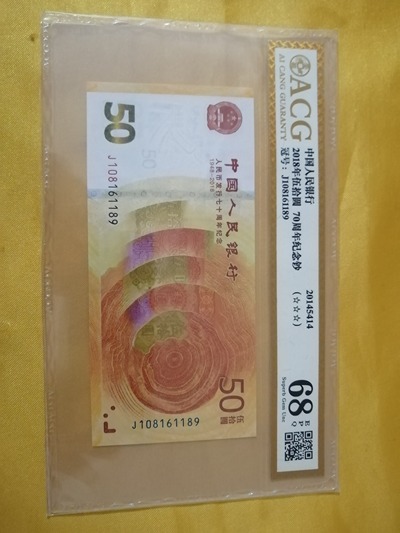 ACG
AI CANG GUARANTY
中国人民银行
2018年伍拾圆 70周年纪念钞
冠号:J108161189
20145414
(☆☆☆)
68 EPQ
Superb Gem Unc
50
J108161189
中国人民银行
人民币发行七十周年纪念
1948-2018
50
伍拾圆
J108161189